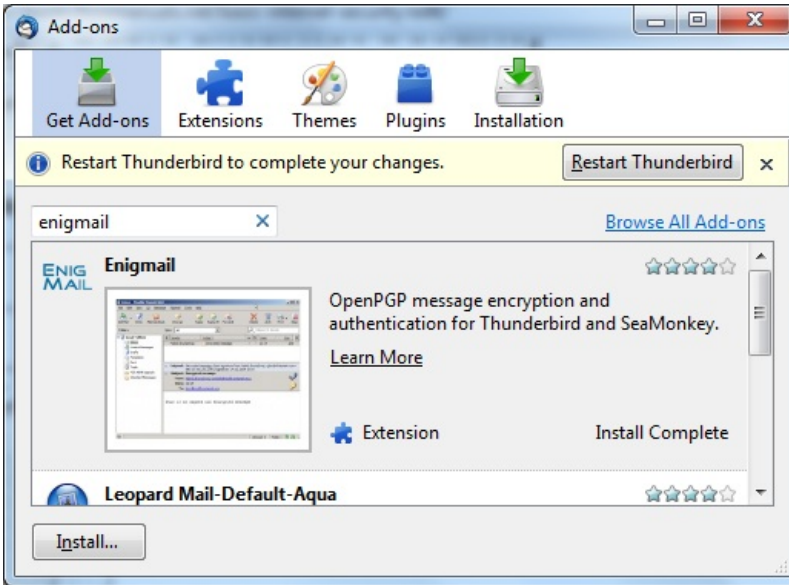 Add-ons
Get Add-ons
Extensions
Themes
Plugins
Installation
Restart Thunderbird to complete your changes.
Restart Thunderbird
enigmail
Browse All Add-ons
ENIG
MAIL
Enigmail
OpenPGP message encryption and
authentication for Thunderbird and SeaMonkey.
Learn More
Extension
Install Complete
Leopard Mail-Default-Aqua
Install...